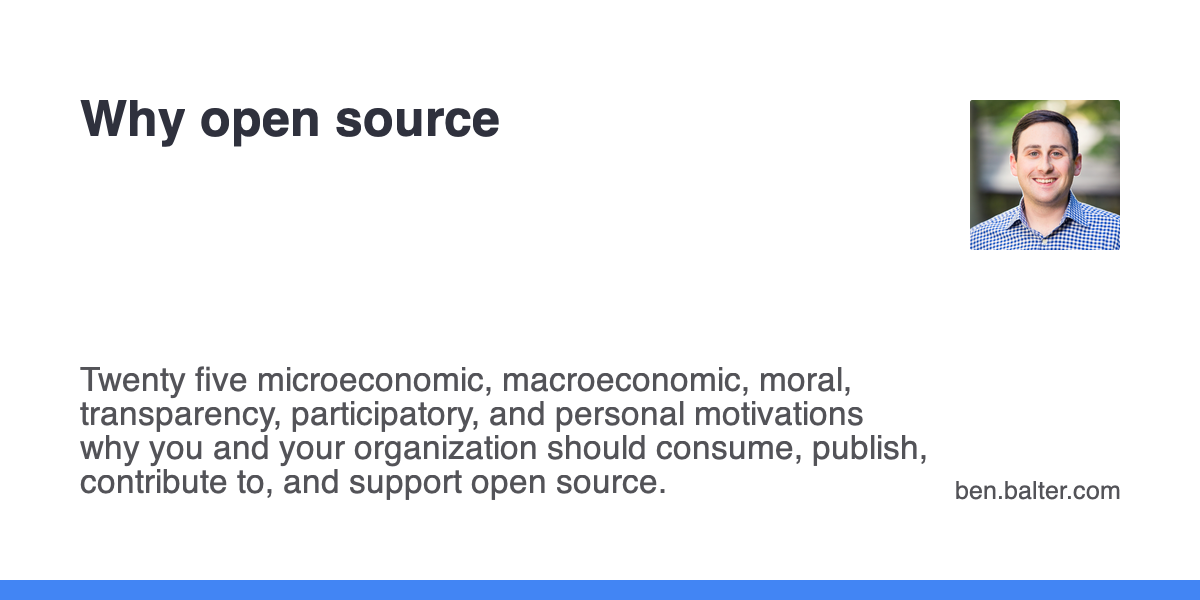 Why open source
Twenty five microeconomic, macroeconomic, moral,
transparency, participatory, and personal motivations
why you and your organization should consume, publish,
contribute to, and support open source.
ben.balter.com